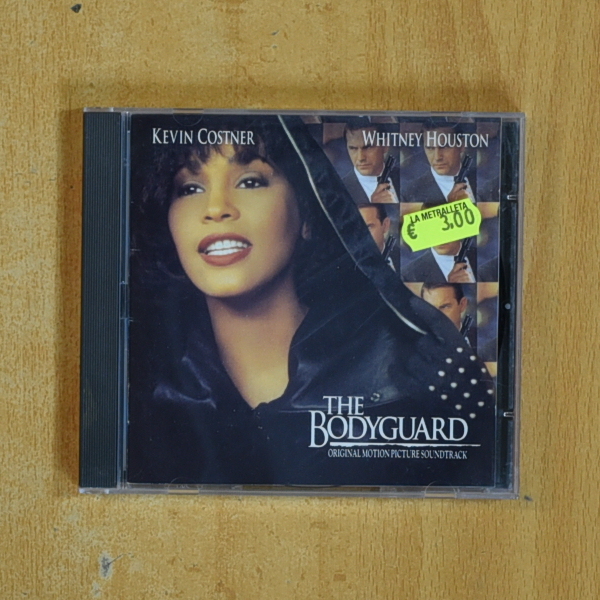 KEVIN COSTNER
WHITNEY HOUSTON
LA METRALLETA
€ 3,00
THE
BODYGUARD
ORIGINAL MOTION PICTURE SOUNDTRACK